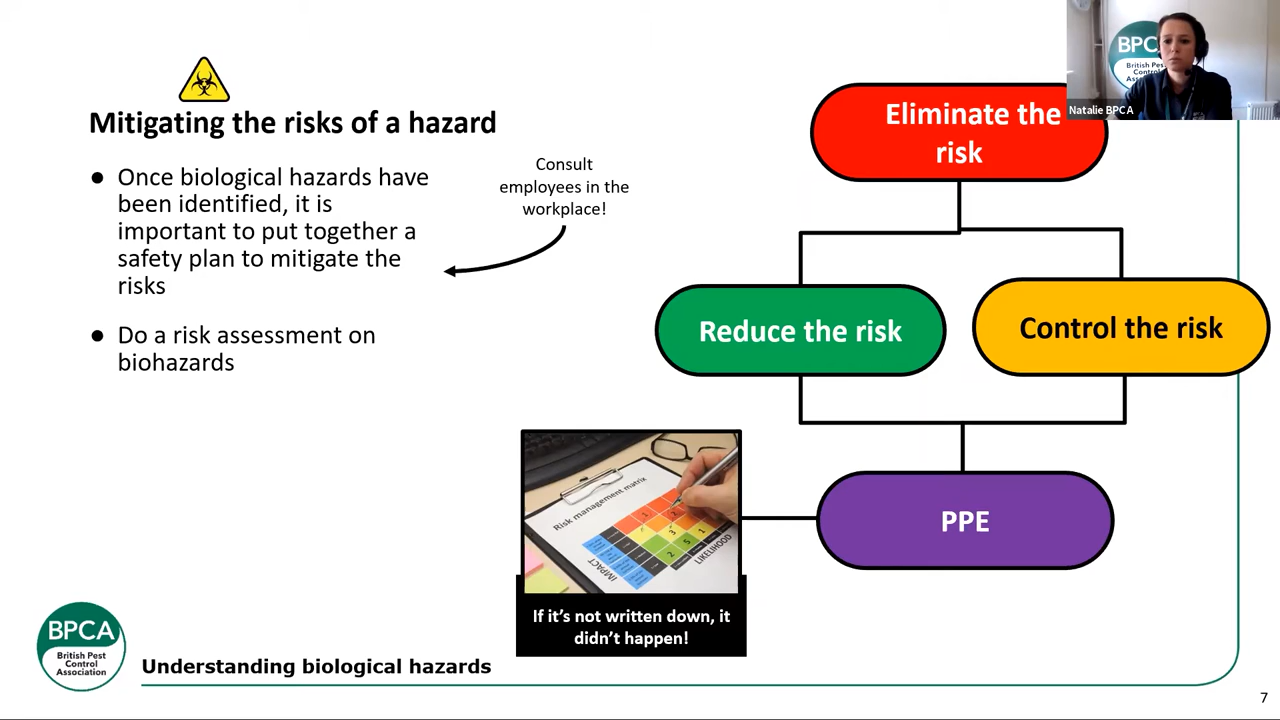 Mitigating the risks of a hazard
● Once biological hazards have
been identified, it is
important to put together a
safety plan to mitigate the
risks
● Do a risk assessment on
biohazards
Consult
employees in the
workplace!
Eliminate the
risk
Reduce the risk
Control the risk
PPE
Risk management matrix
IMPACT
LIKELIHOOD
If it’s not written down, it
didn’t happen!
BPCA
British Pest
Control
Association
Understanding biological hazards
7
BPCA
Natalie BPCA